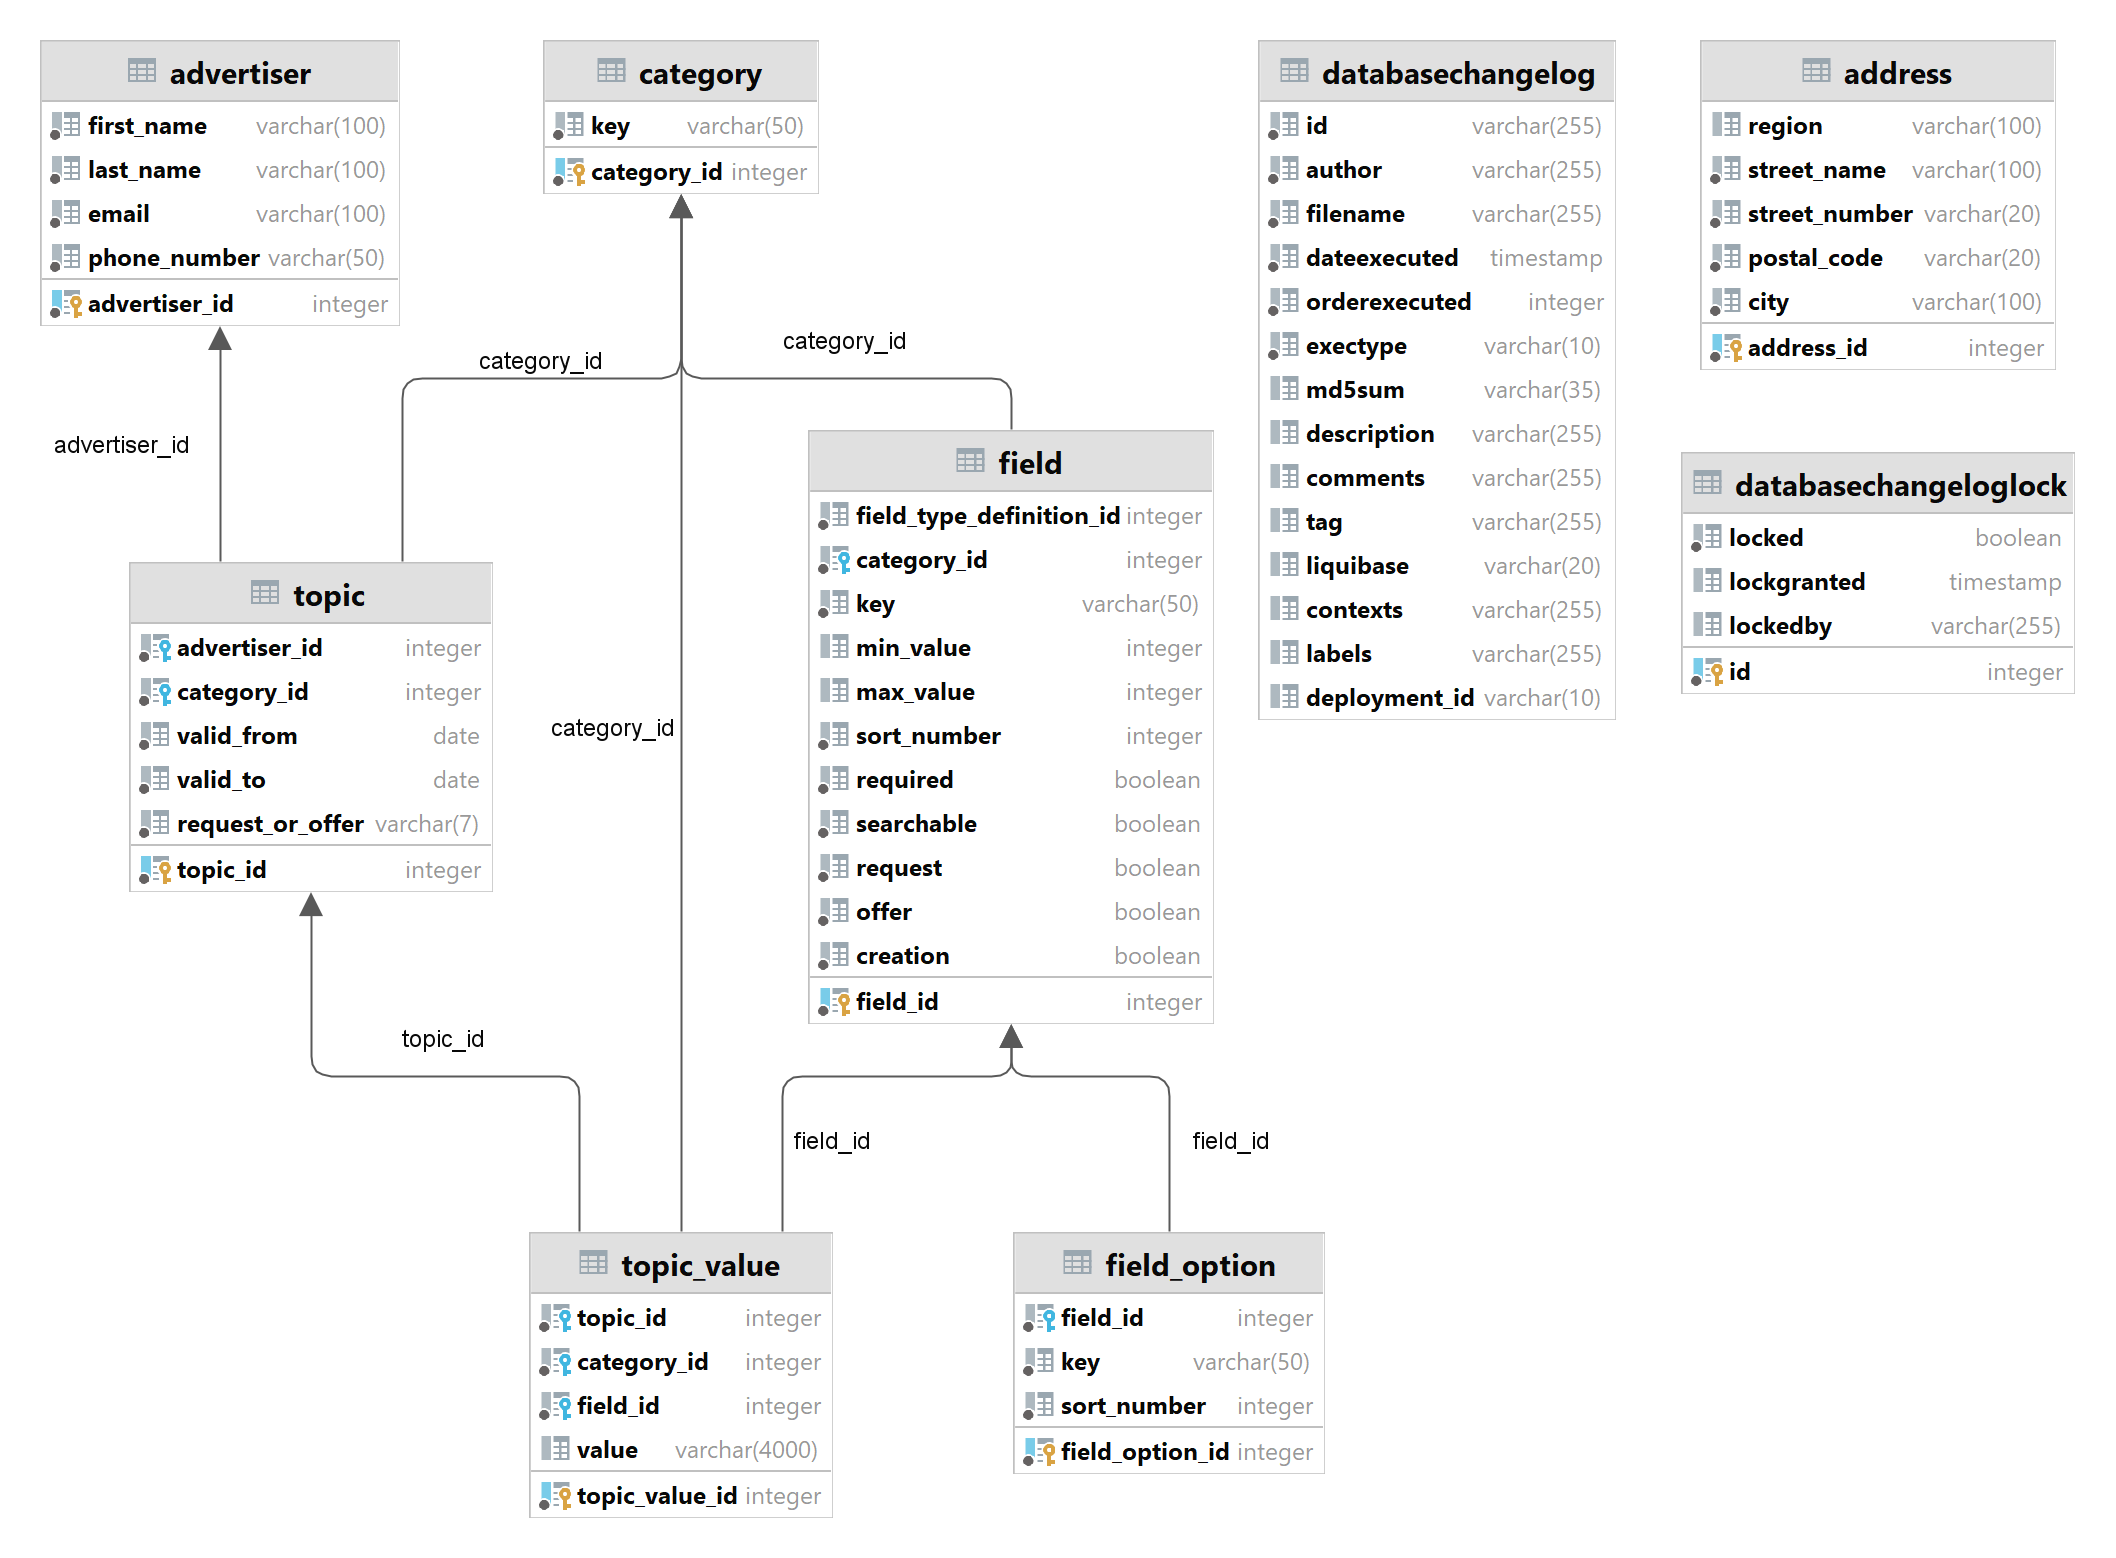 advertiser
first_name varchar(100)
last_name varchar(100)
email varchar(100)
phone_number varchar(50)
advertiser_id integer
category
key varchar(50)
category_id integer
databasechangelog
id varchar(255)
author varchar(255)
filename varchar(255)
dateexecuted timestamp
orderexecuted integer
exectype varchar(10)
md5sum varchar(35)
description varchar(255)
comments varchar(255)
tag varchar(255)
liquibase varchar(20)
contexts varchar(255)
labels varchar(255)
deployment_id varchar(10)
address
region varchar(100)
street_name varchar(100)
street_number varchar(20)
postal_code varchar(20)
city varchar(100)
address_id integer
databasechangeloglock
locked boolean
lockgranted timestamp
lockedby varchar(255)
id integer
category_id
category_id
advertiser_id
category_id
field
field_type_definition_id integer
category_id integer
key varchar(50)
min_value integer
max_value integer
sort_number integer
required boolean
searchable boolean
request boolean
offer boolean
creation boolean
field_id integer
topic
advertiser_id integer
category_id integer
valid_from date
valid_to date
request_or_offer varchar(7)
topic_id integer
topic_id
field_id
field_id
topic_value
topic_id integer
category_id integer
field_id integer
value varchar(4000)
topic_value_id integer
field_option
field_id integer
key varchar(50)
sort_number integer
field_option_id integer